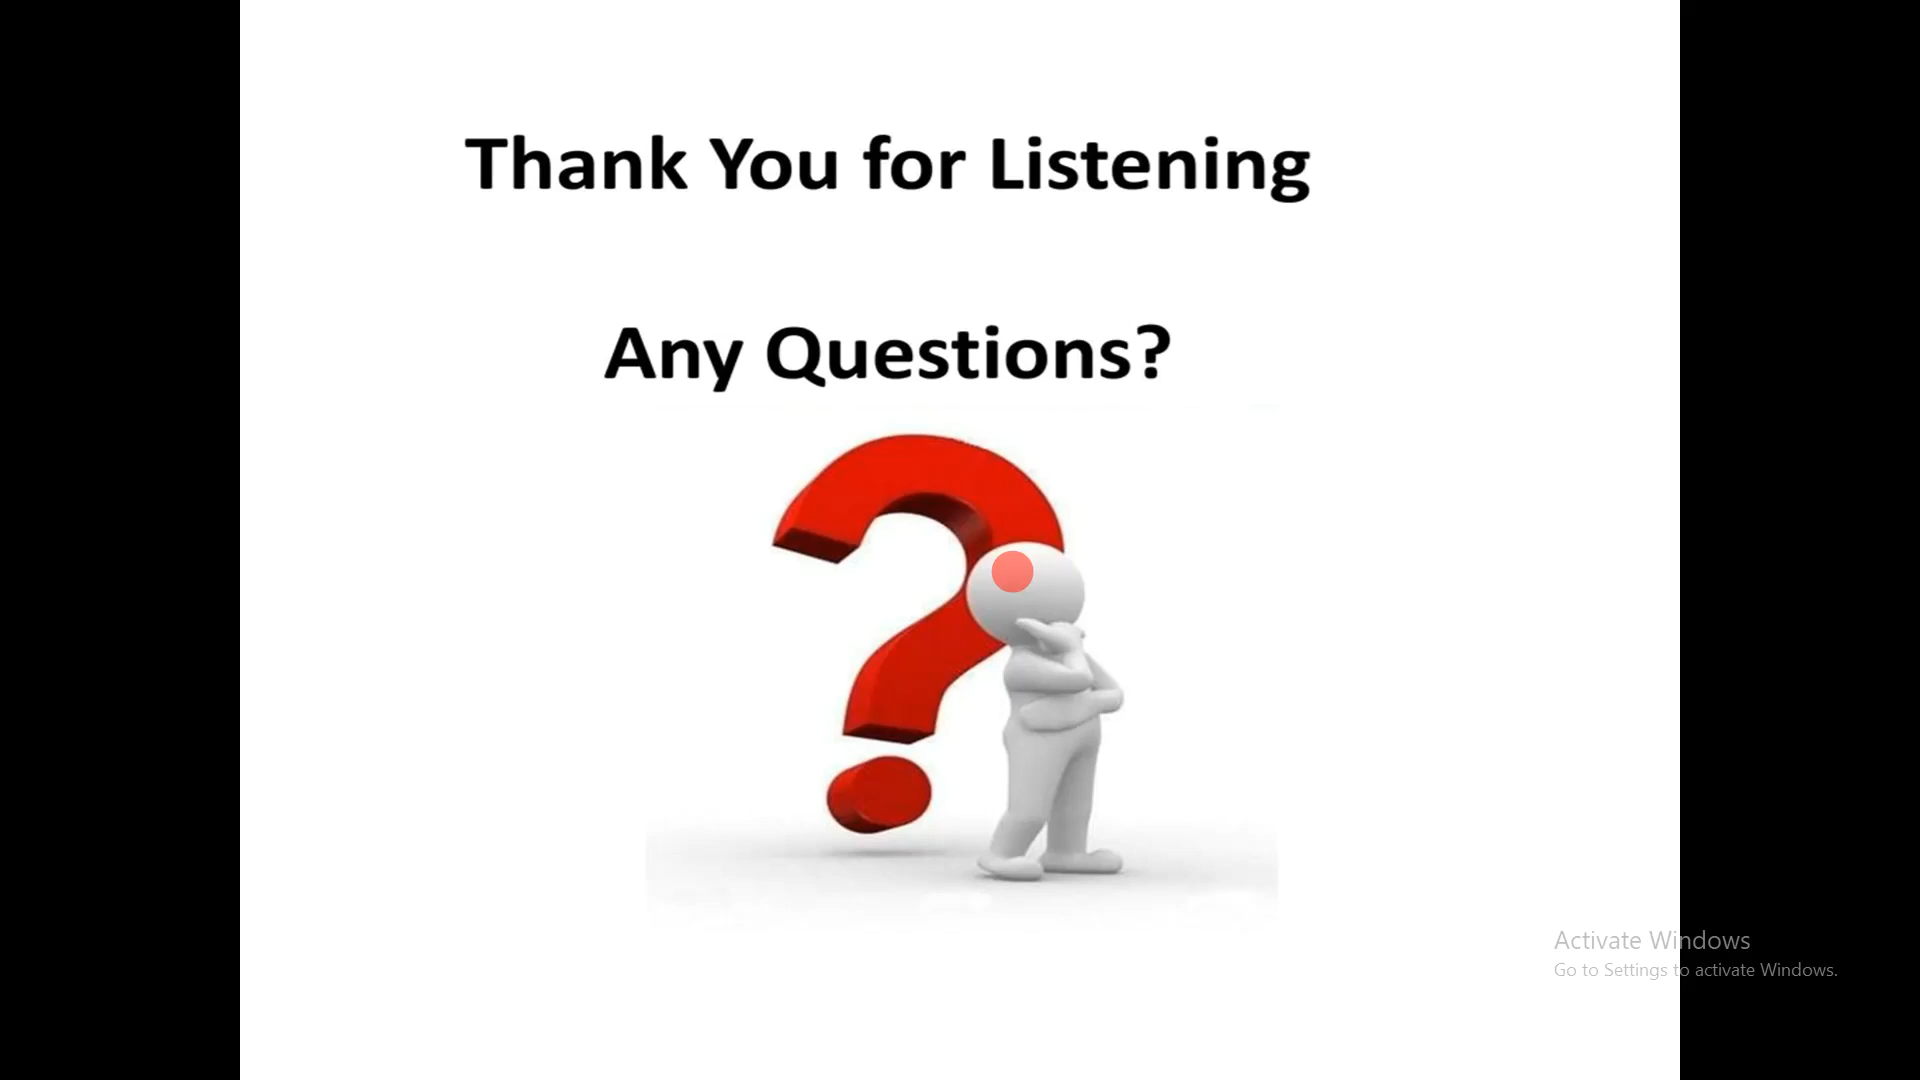 Thank You for Listening
Any Questions?
Activate Windows
Go to Settings to activate Windows.